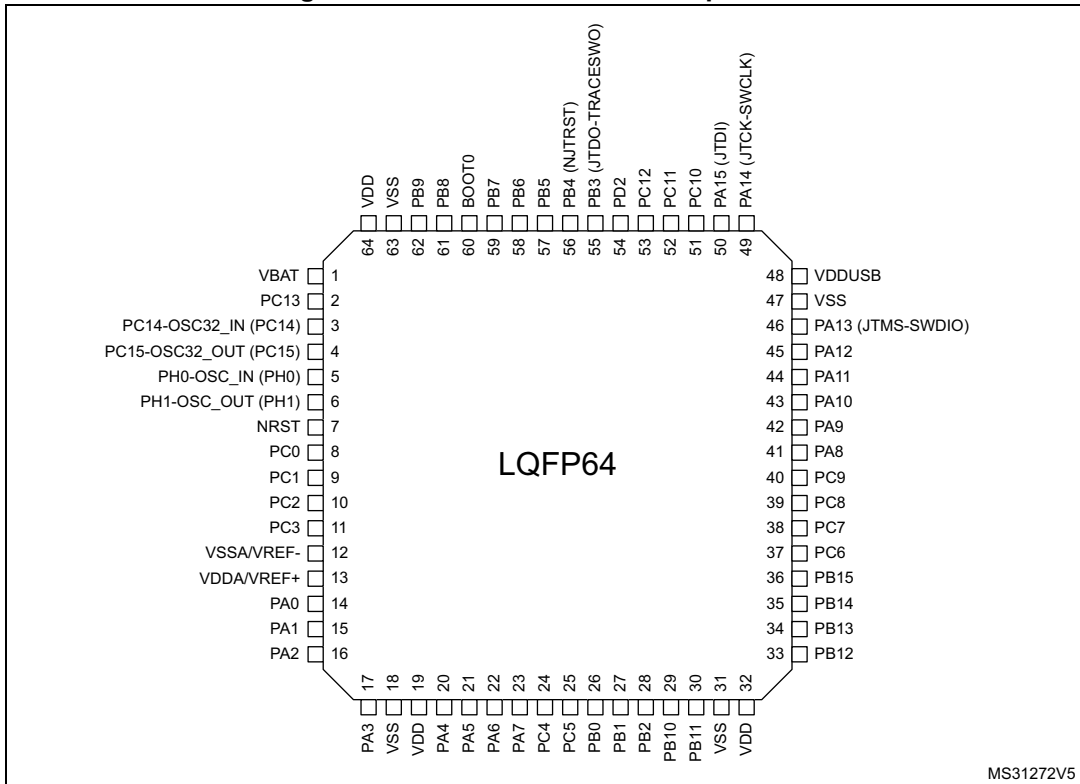 VDD
VSS
PB9
PB8
BOOT0
PB7
PB6
PB5
PB4 (NJTRST)
PB3 (JTDO-TRACESWO)
PD2
PC12
PC11
PC10
PA15 (JTDI)
PA14 (JTCK-SWCLK)
64
63
62
61
60
59
58
57
56
55
54
53
52
51
50
49
VBAT 1
PC13 2
PC14-OSC32_IN (PC14) 3
PC15-OSC32_OUT (PC15) 4
PH0-OSC_IN (PH0) 5
PH1-OSC_OUT (PH1) 6
NRST 7
PC0 8
PC1 9
PC2 10
PC3 11
VSSA/VREF- 12
VDDA/VREF+ 13
PA0 14
PA1 15
PA2 16
LQFP64
48 VDDUSB
47 VSS
46 PA13 (JTMS-SWDIO)
45 PA12
44 PA11
43 PA10
42 PA9
41 PA8
40 PC9
39 PC8
38 PC7
37 PC6
36 PB15
35 PB14
34 PB13
33 PB12
17
18
19
20
21
22
23
24
25
26
27
28
29
30
31
32
PA3
VSS
VDD
PA4
PA5
PA6
PA7
PC4
PC5
PB0
PB1
PB2
PB10
PB11
VSS
VDD
MS31272V5